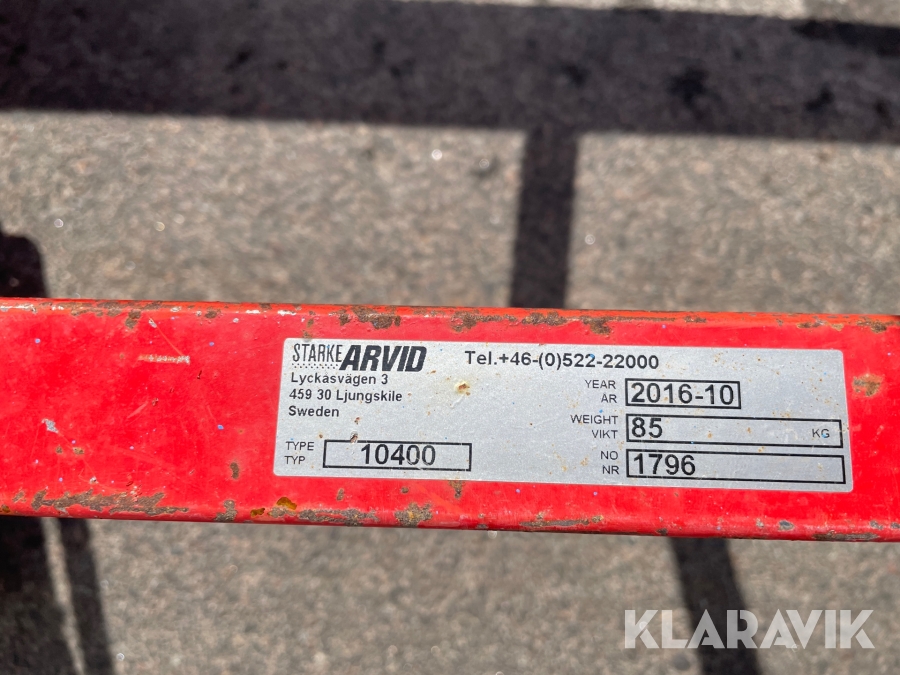 STARKE ARVID
Tel.+46-(0)522-22000
Lyckasvägen 3
459 30 Ljungskile
Sweden
YEAR
ÅR
2016-10
WEIGHT
VIKT
85 KG
TYPE
TYP
10400
NO
NR
1796
KLARAVIK